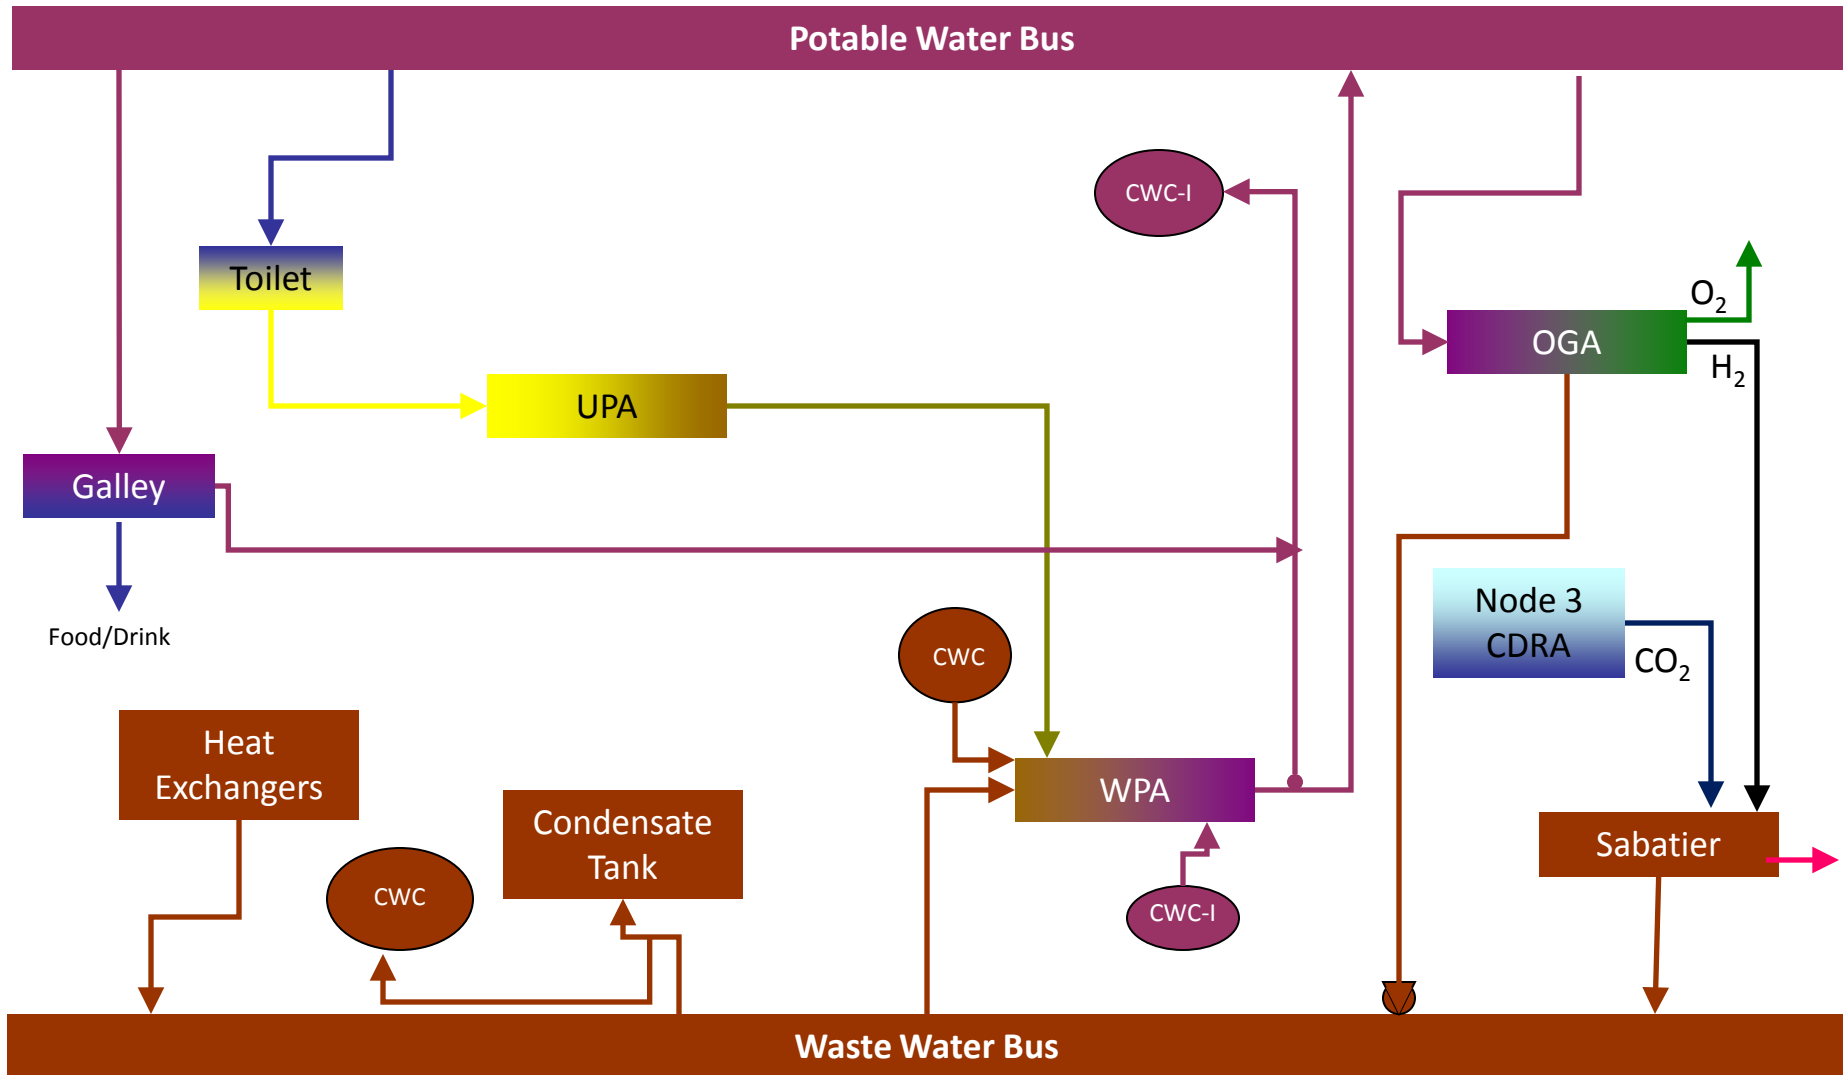 Potable Water Bus
CWC-I
Toilet
O2
OGA
H2
UPA
Galley
Food/Drink
CWC
Node 3
CDRA
CO2
Heat
Exchangers
Condensate
Tank
WPA
Sabatier
CWC
CWC-I
Waste Water Bus